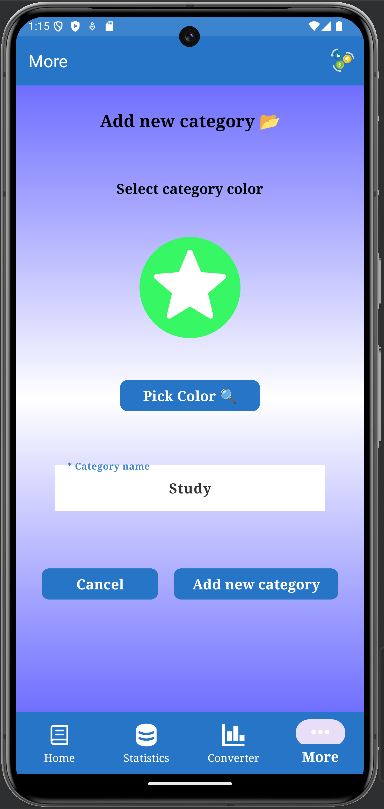 1:15
More
Add new category 📂
Select category color
Pick Color 🔍
* Category name
Study
Cancel Add new category
Home Statistics Converter More